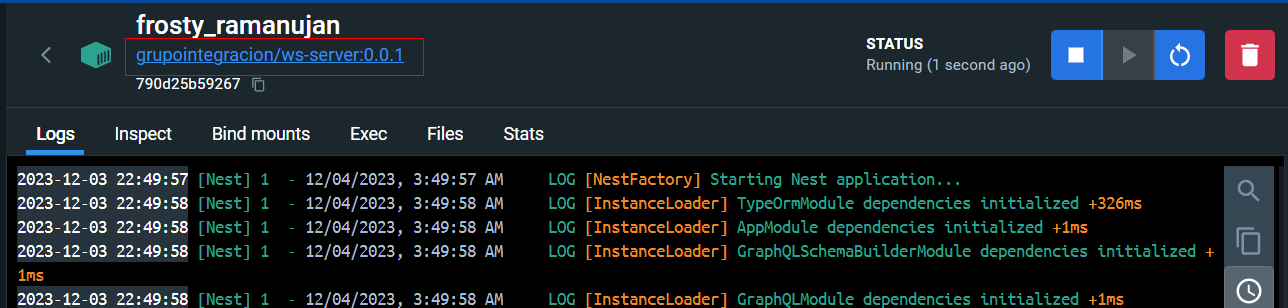 frosty_ramanujan
grupointegracion/ws-server:0.0.1
790d25b59267
STATUS
Running (1 second ago)
Logs Inspect Bind mounts Exec Files Stats
2023-12-03 22:49:57 [Nest] 1  - 12/04/2023, 3:49:57 AM     LOG [NestFactory] Starting Nest application...
2023-12-03 22:49:58 [Nest] 1  - 12/04/2023, 3:49:58 AM     LOG [InstanceLoader] TypeOrmModule dependencies initialized +326ms
2023-12-03 22:49:58 [Nest] 1  - 12/04/2023, 3:49:58 AM     LOG [InstanceLoader] AppModule dependencies initialized +1ms
2023-12-03 22:49:58 [Nest] 1  - 12/04/2023, 3:49:58 AM     LOG [InstanceLoader] GraphQLSchemaBuilderModule dependencies initialized +
1ms
2023-12-03 22:49:58 [Nest] 1  - 12/04/2023, 3:49:58 AM     LOG [InstanceLoader] GraphQLModule dependencies initialized +1ms